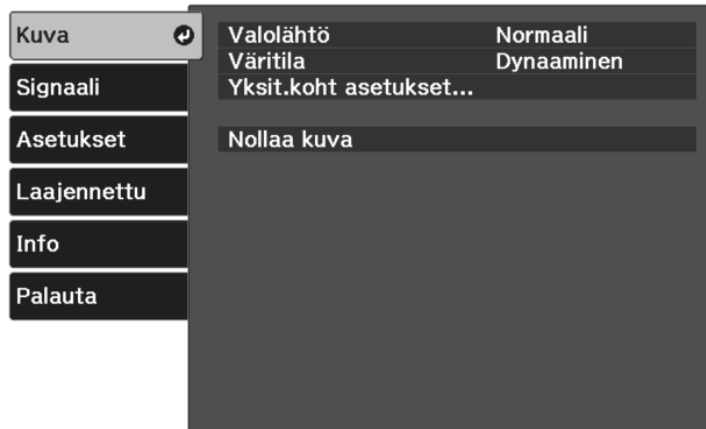 Kuva
Signaali
Asetukset
Laajennettu
Info
Palauta
Valolähtö Normaali
Väritila Dynaaminen
Yksit.koht asetukset...
Nollaa kuva